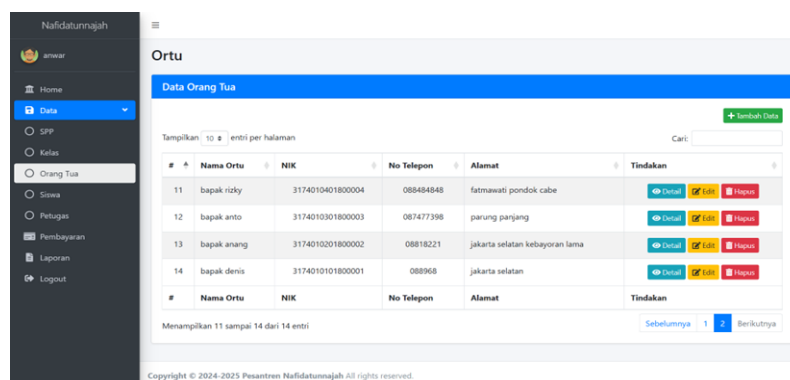 Nafidatunnajah
anwar
Home
Data
SPP
Kelas
Orang Tua
Siswa
Petugas
Pembayaran
Laporan
Logout
Ortu
Data Orang Tua
+ Tambah Data
Tampilkan 10 entri per halaman
Cari:
# Nama Ortu NIK No Telepon Alamat Tindakan
11 bapak rizky 3174010401800004 088484848 fatmawati pondok cabe Detail Edit Hapus
12 bapak anto 3174010301800003 087477398 parung panjang Detail Edit Hapus
13 bapak anang 3174010201800002 08818221 jakarta selatan kebayoran lama Detail Edit Hapus
14 bapak denis 3174010101800001 088968 jakarta selatan Detail Edit Hapus
# Nama Ortu NIK No Telepon Alamat Tindakan
Menampilkan 11 sampai 14 dari 14 entri
Sebelumnya 1 2 Berikutnya
Copyright © 2024-2025 Pesantren Nafidatunnajah All rights reserved.